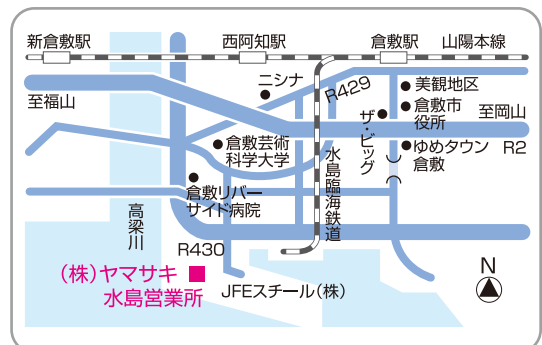 新倉敷駅
西阿知駅
倉敷駅
山陽本線
ニシナ
R429
美観地区
倉敷市
役所
至福山
至岡山
ザ・ビッグ
倉敷芸術
科学大学
水島臨海鉄道
ゆめタウン
倉敷
R2
倉敷リバー
サイド病院
高梁川
R430
(株)ヤマサキ
水島営業所
JFEスチール(株)
N